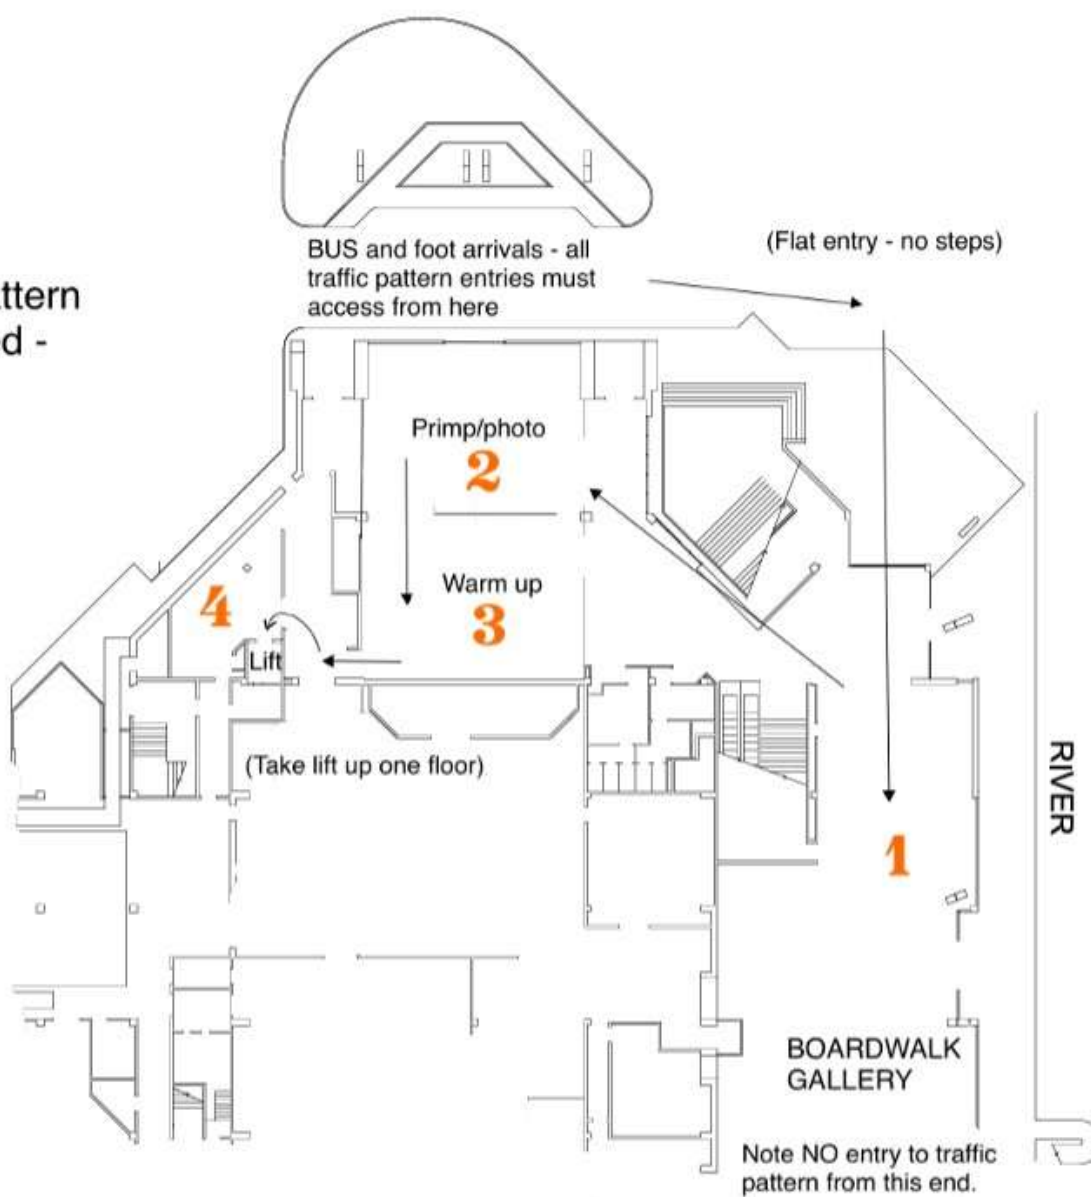 BUS and foot arrivals - all
traffic pattern entries must
access from here
(Flat entry - no steps)
ttern
d -
Primp/photo
2
Warm up
3
4
Lift
(Take lift up one floor)
RIVER
1
BOARDWALK
GALLERY
Note NO entry to traffic
pattern from this end.